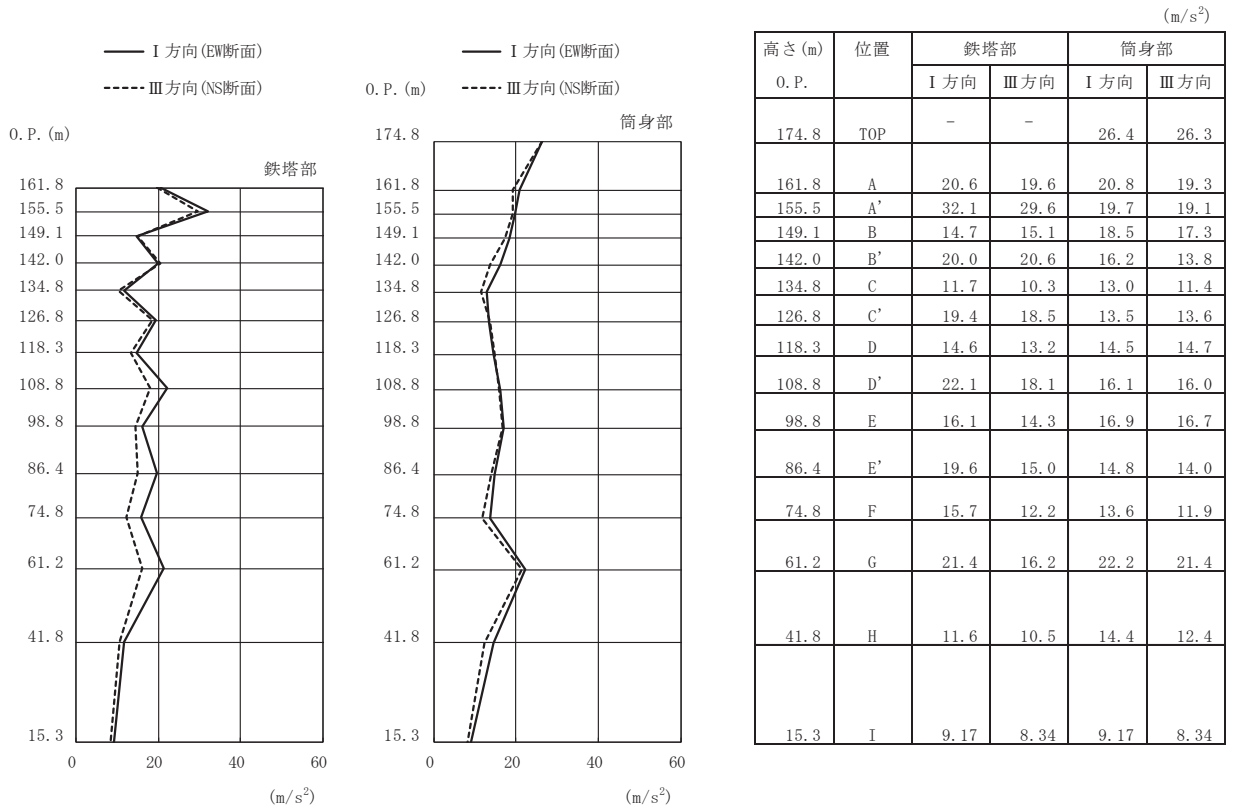 Ⅰ方向(EW断面)
Ⅲ方向(NS断面)
O.P.(m)
鉄塔部
161.8
155.5
149.1
142.0
134.8
126.8
118.3
108.8
98.8
86.4
74.8
61.2
41.8
15.3
0 20 40 60
(m/s²)
Ⅰ方向(EW断面)
Ⅲ方向(NS断面)
O.P.(m)
筒身部
174.8
161.8
155.5
149.1
142.0
134.8
126.8
118.3
108.8
98.8
86.4
74.8
61.2
41.8
15.3
0 20 40 60
(m/s²)
(m/s²)
高さ(m) 位置 鉄塔部 筒身部
O.P. Ⅰ方向 Ⅲ方向 Ⅰ方向 Ⅲ方向
174.8 TOP － － 26.4 26.3
161.8 A 20.6 19.6 20.8 19.3
155.5 A' 32.1 29.6 19.7 19.1
149.1 B 14.7 15.1 18.5 17.3
142.0 B' 20.0 20.6 16.2 13.8
134.8 C 11.7 10.3 13.0 11.4
126.8 C' 19.4 18.5 13.5 13.6
118.3 D 14.6 13.2 14.5 14.7
108.8 D' 22.1 18.1 16.1 16.0
98.8 E 16.1 14.3 16.9 16.7
86.4 E' 19.6 15.0 14.8 14.0
74.8 F 15.7 12.2 13.6 11.9
61.2 G 21.4 16.2 22.2 21.4
41.8 H 11.6 10.5 14.4 12.4
15.3 I 9.17 8.34 9.17 8.34